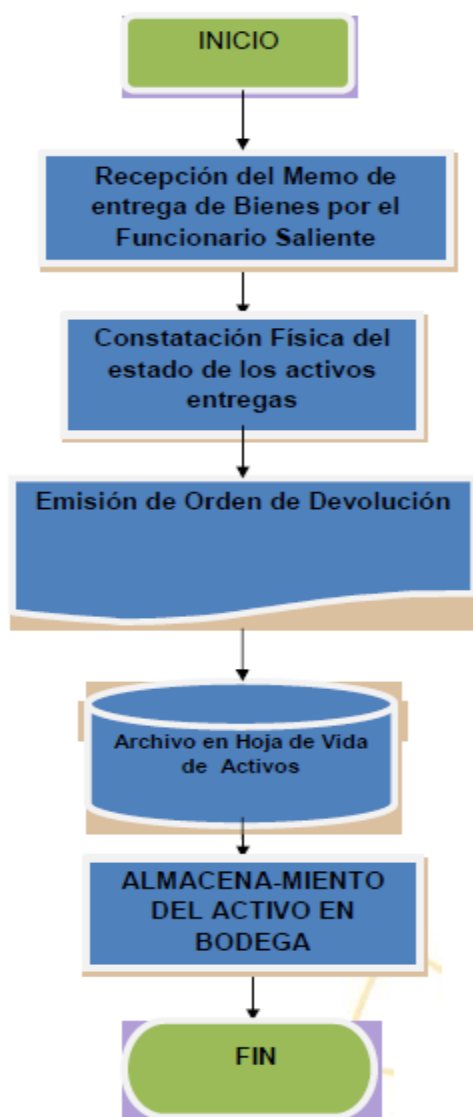 INICIO
Recepción del Memo de
entrega de Bienes por el
Funcionario Saliente
Constatación Física del
estado de los activos
entregas
Emisión de Orden de Devolución
Archivo en Hoja de Vida
de Activos
ALMACENA-MIENTO
DEL ACTIVO EN
BODEGA
FIN